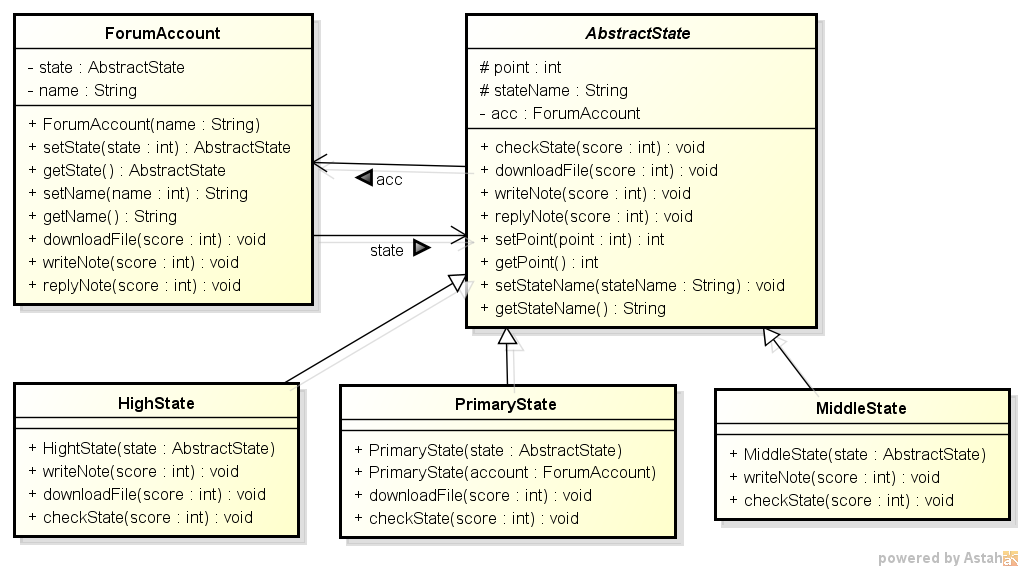 ForumAccount
- state : AbstractState
- name : String
+ ForumAccount(name : String)
+ setState(state : int) : AbstractState
+ getState() : AbstractState
+ setName(name : int) : String
+ getName() : String
+ downloadFile(score : int) : void
+ writeNote(score : int) : void
+ replyNote(score : int) : void
AbstractState
# point : int
# stateName : String
- acc : ForumAccount
+ checkState(score : int) : void
+ downloadFile(score : int) : void
+ writeNote(score : int) : void
+ replyNote(score : int) : void
+ setPoint(point : int) : int
+ getPoint() : int
+ setStateName(stateName : String) : void
+ getStateName() : String
acc
state
HighState
+ HightState(state : AbstractState)
+ writeNote(score : int) : void
+ downloadFile(score : int) : void
+ checkState(score : int) : void
PrimaryState
+ PrimaryState(state : AbstractState)
+ PrimaryState(account : ForumAccount)
+ downloadFile(score : int) : void
+ checkState(score : int) : void
MiddleState
+ MiddleState(state : AbstractState)
+ writeNote(score : int) : void
+ checkState(score : int) : void
powered by Astah